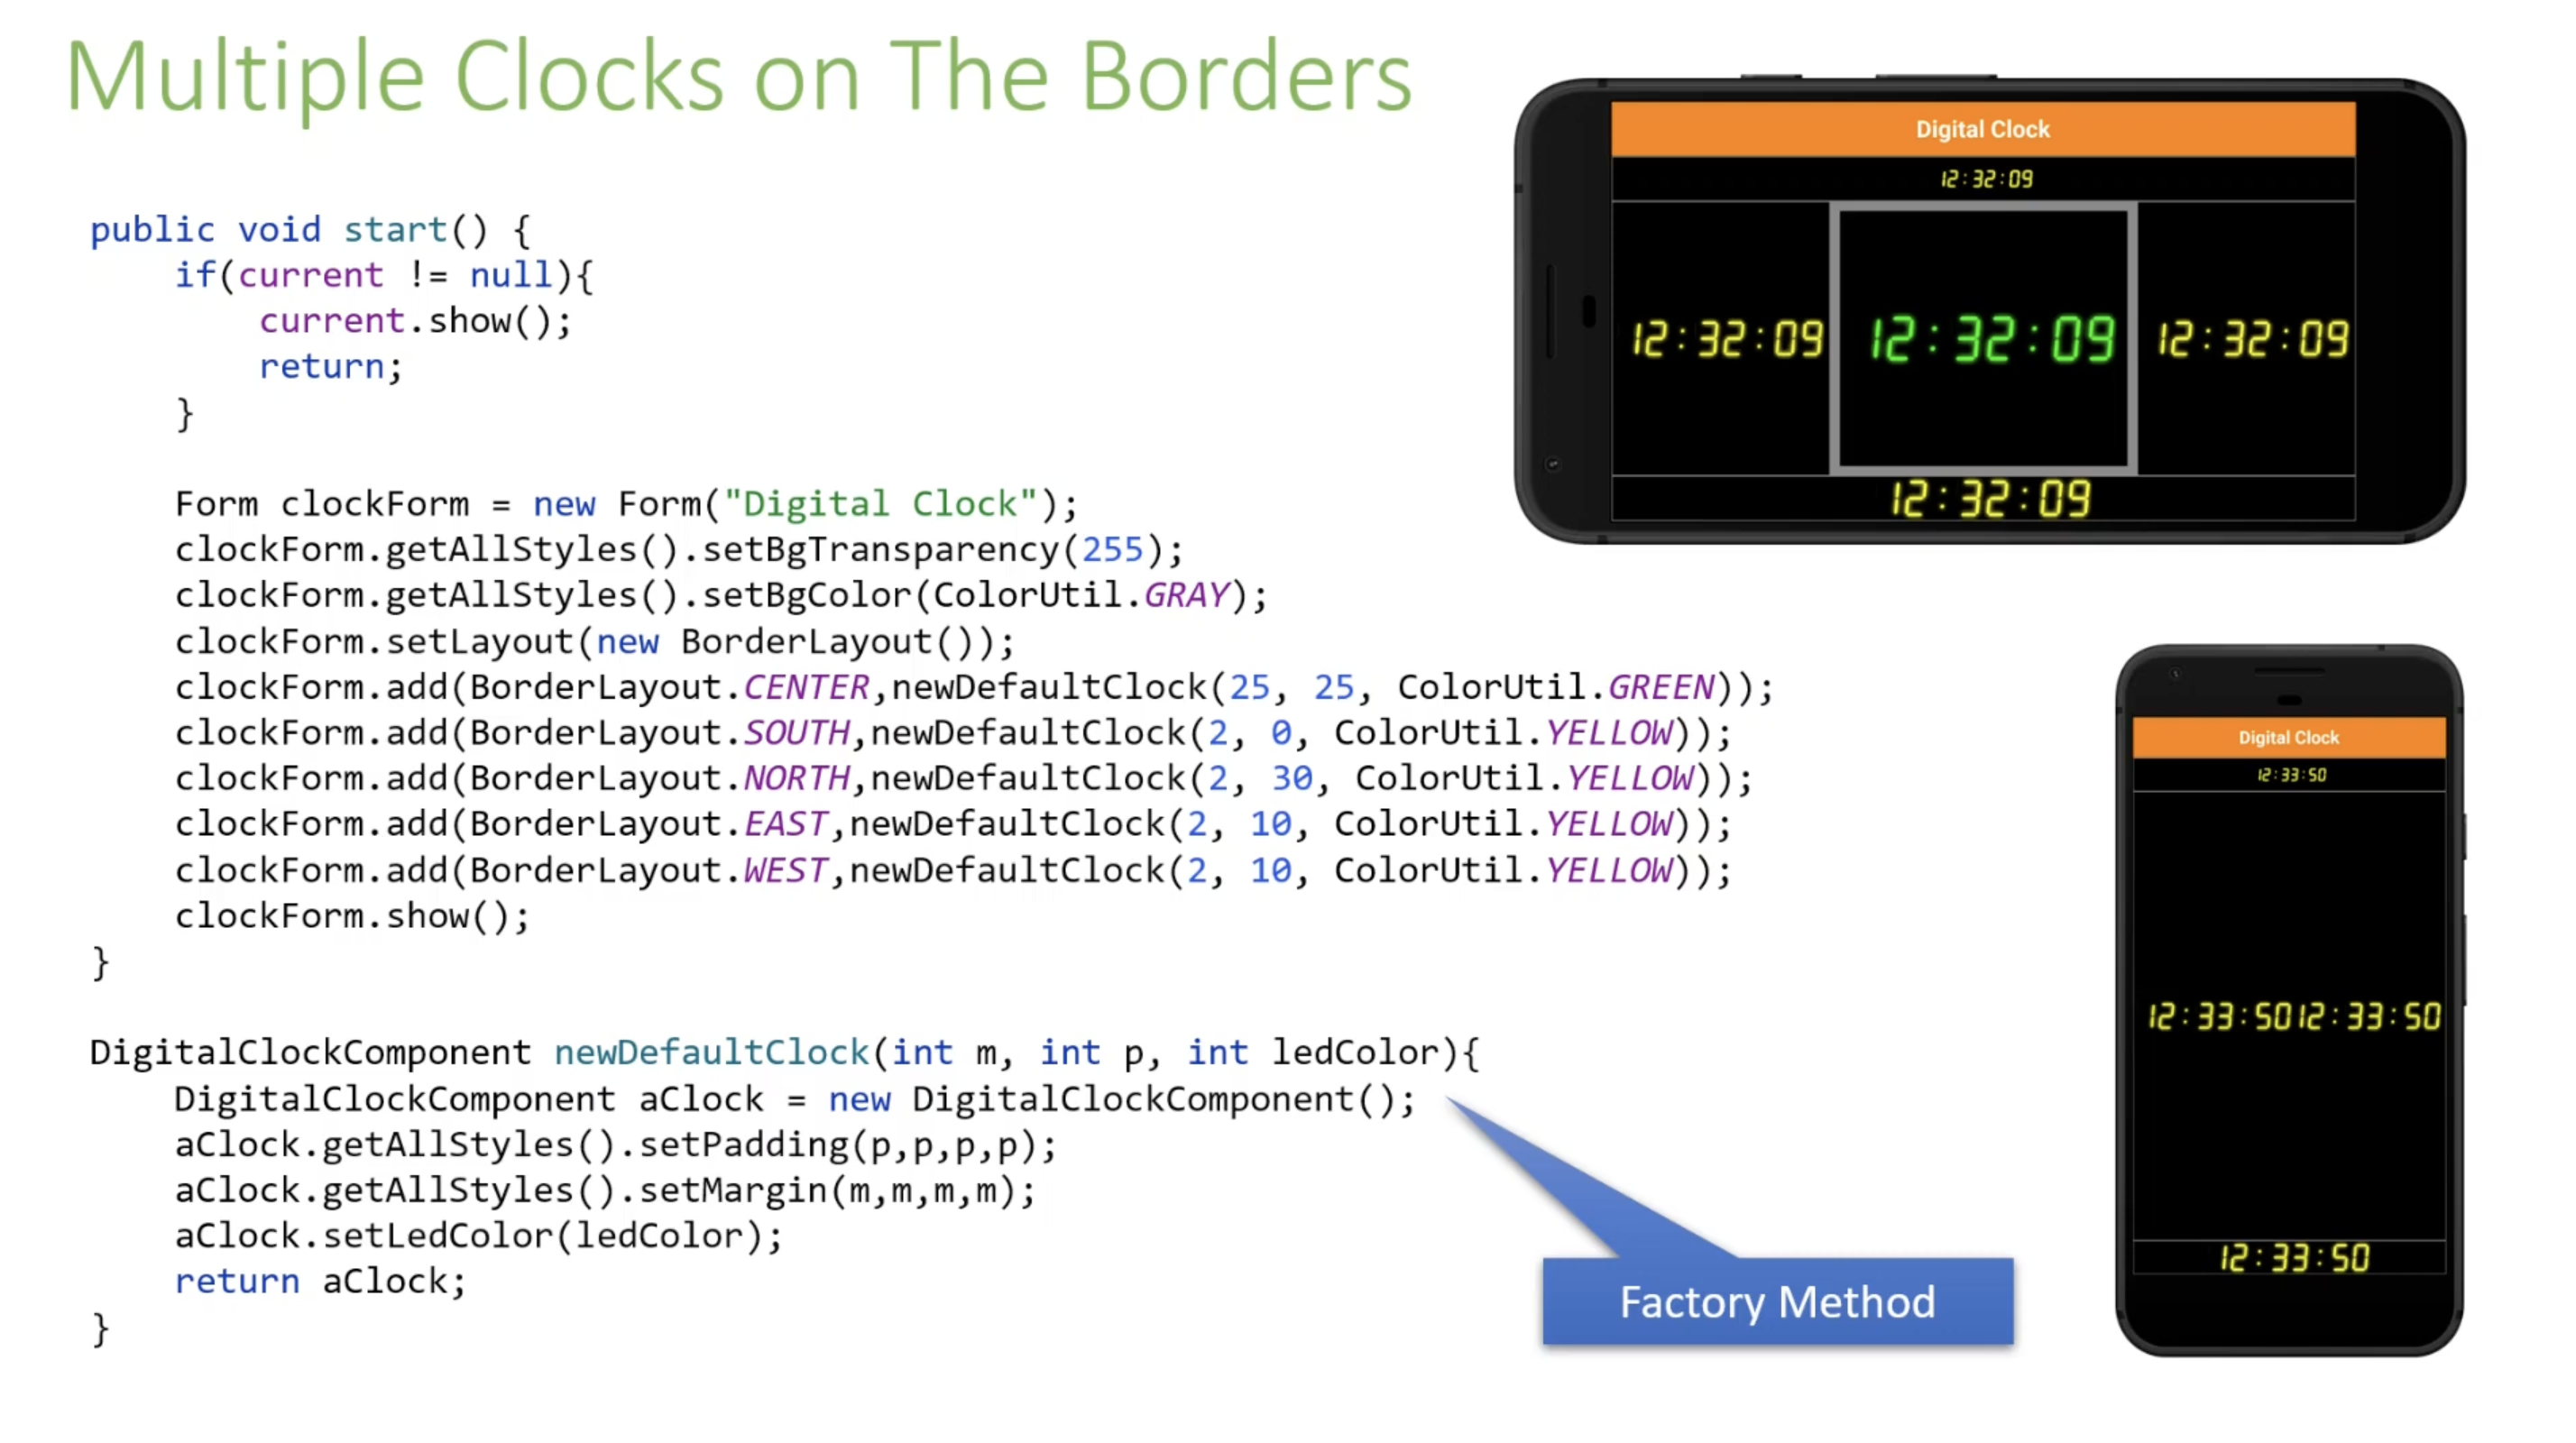 Multiple Clocks on The Borders
public void start() {
if(current != null){
current.show();
return;
}
Form clockForm = new Form("Digital Clock");
clockForm.getAllStyles().setBgTransparency(255);
clockForm.getAllStyles().setBgColor(ColorUtil.GRAY);
clockForm.setLayout(new BorderLayout());
clockForm.add(BorderLayout.CENTER,newDefaultClock(25, 25, ColorUtil.GREEN));
clockForm.add(BorderLayout.SOUTH,newDefaultClock(2, 0, ColorUtil.YELLOW));
clockForm.add(BorderLayout.NORTH,newDefaultClock(2, 30, ColorUtil.YELLOW));
clockForm.add(BorderLayout.EAST,newDefaultClock(2, 10, ColorUtil.YELLOW));
clockForm.add(BorderLayout.WEST,newDefaultClock(2, 10, ColorUtil.YELLOW));
clockForm.show();
}
DigitalClockComponent newDefaultClock(int m, int p, int ledColor){
DigitalClockComponent aClock = new DigitalClockComponent();
aClock.getAllStyles().setPadding(p,p,p,p);
aClock.getAllStyles().setMargin(m,m,m,m);
aClock.setLedColor(ledColor);
return aClock;
}
Factory Method
Digital Clock
12:32:09
12:32:09 12:32:09 12:32:09
12:32:09
Digital Clock
12:33:50
12:33:50 12:33:50
12:33:50